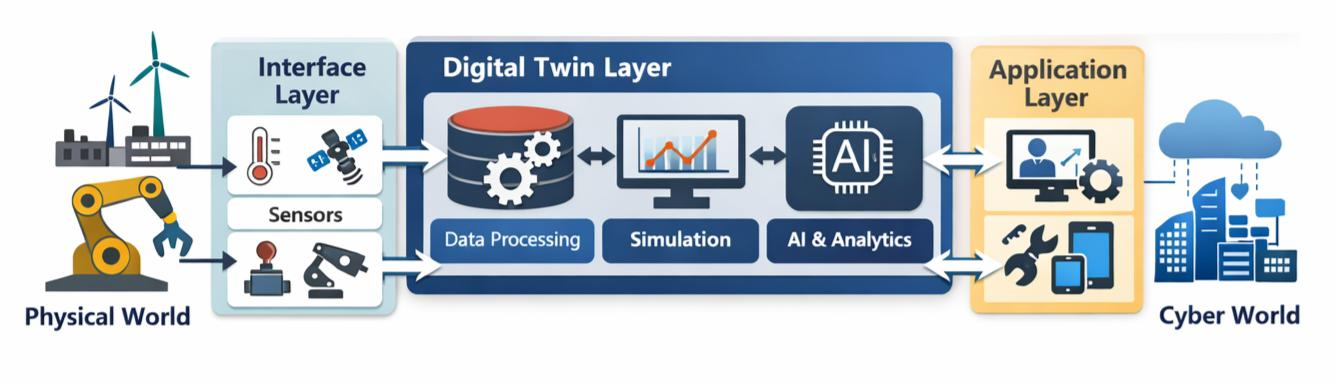 Interface
Layer
Digital Twin Layer
Application
Layer
AI
Sensors
Data Processing
Simulation
AI & Analytics
Physical World
Cyber World